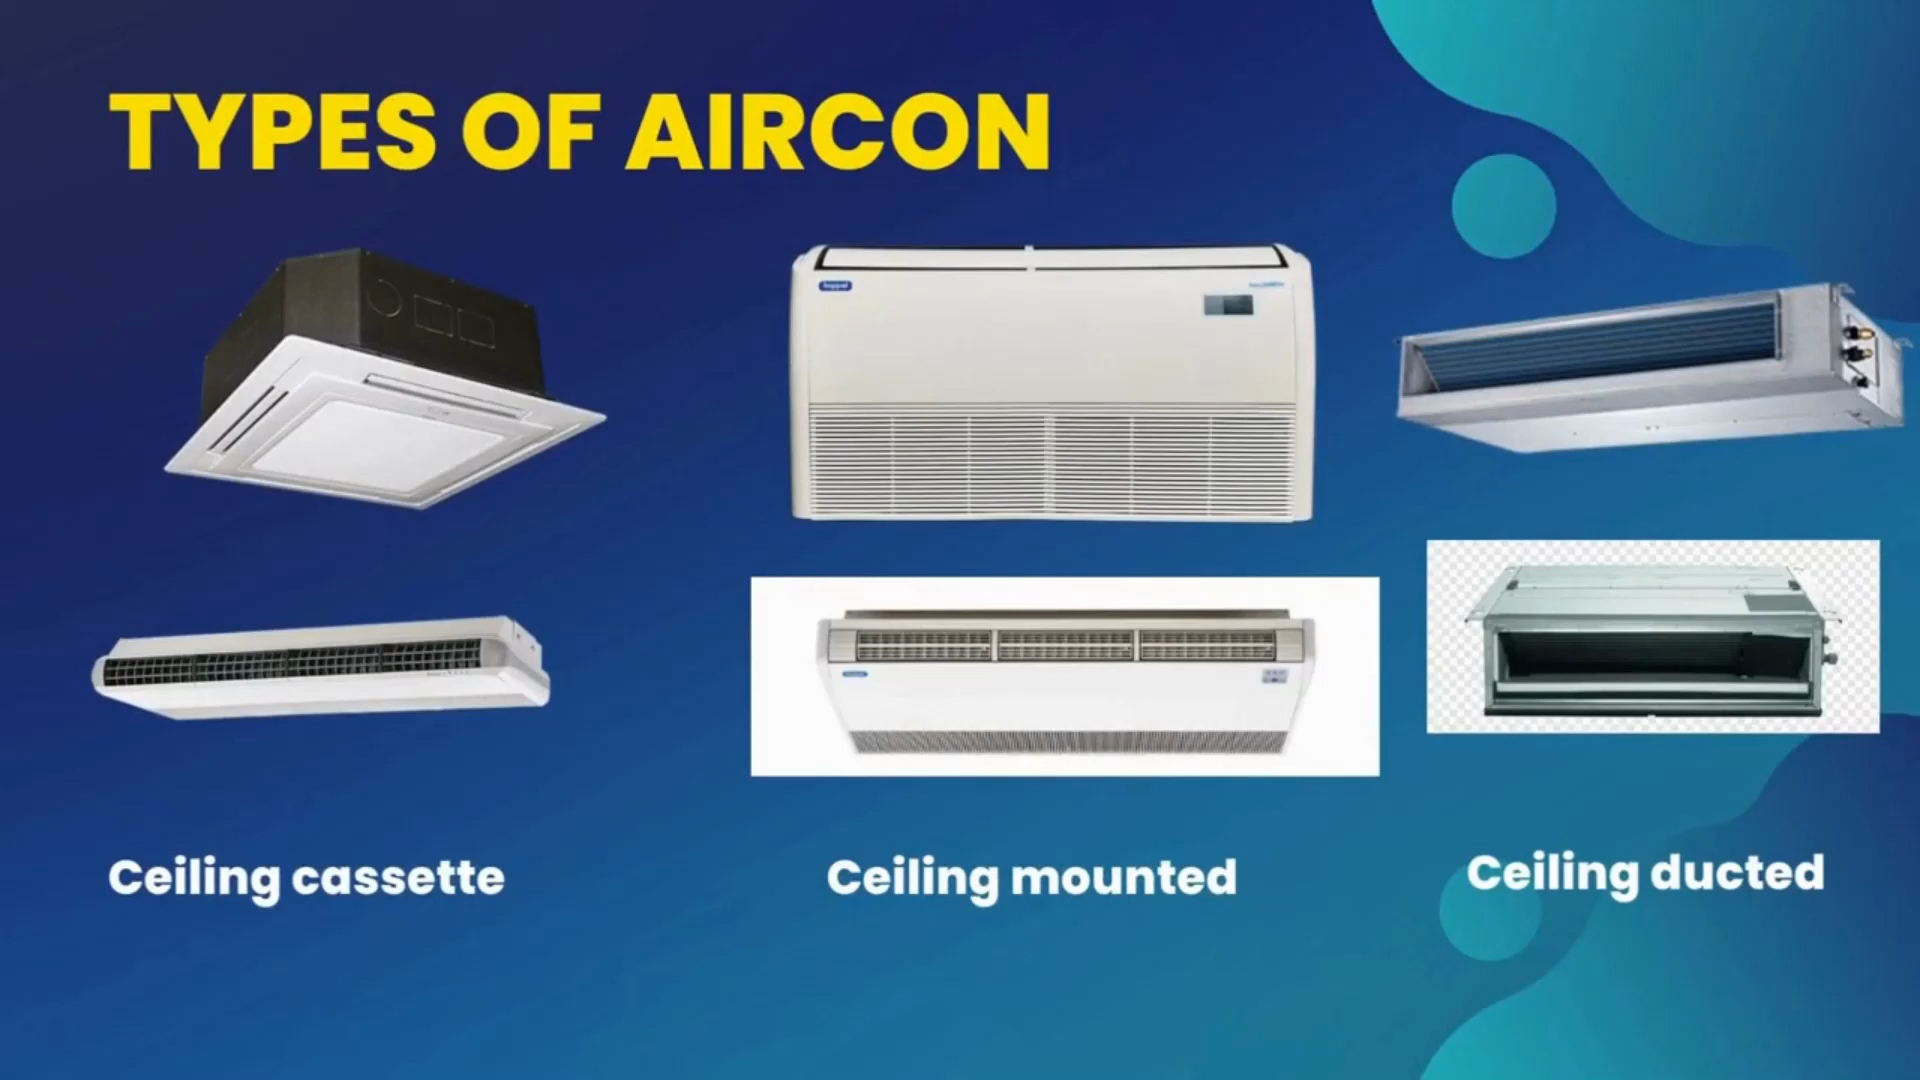 TYPES OF AIRCON
Ceiling cassette
Ceiling mounted
Ceiling ducted